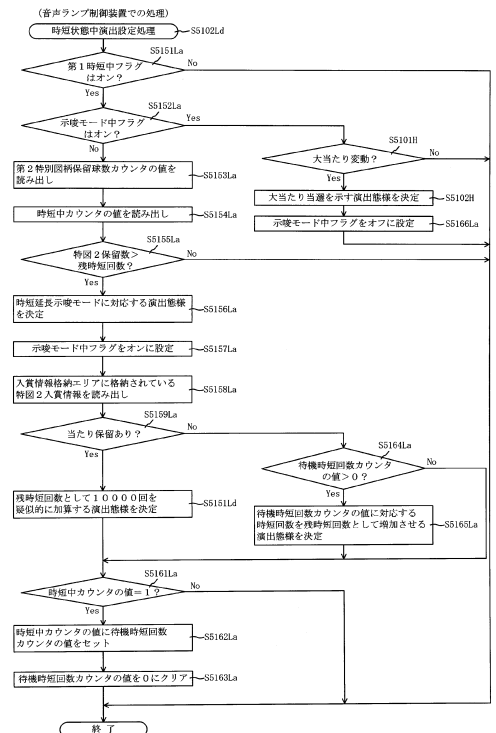 (音声ランプ制御装置での処理)
時短状態中演出設定処理
S5102Ld
S5151La
第１時短中フラグ
はオン？
No
Yes
S5152La
示唆モード中フラグ
はオン？
Yes
No
S5101H
大当たり変動？
No
Yes
第２特別図柄保留球数カウンタの値を
読み出し
S5153La
大当たり当選を示す演出態様を決定
S5102H
時短中カウンタの値を読み出し
S5154La
示唆モード中フラグをオフに設定
S5166La
S5155La
特図２保留数＞
残時短回数？
No
Yes
時短延長示唆モードに対応する演出態様
を決定
S5156La
示唆モード中フラグをオンに設定
S5157La
入賞情報格納エリアに格納されている
特図２入賞情報を読み出し
S5158La
S5159La
当たり保留あり？
No
Yes
S5164La
待機時短回数カウンタ
の値＞０？
No
Yes
残時短回数として１００００回を
疑似的に加算する演出態様を決定
S5151Ld
待機時短回数カウンタの値に対応する
時短回数を残時短回数として増加させる
演出態様を決定
S5165La
S5161La
時短中カウンタの値＝１？
No
Yes
時短中カウンタの値に待機時短回数
カウンタの値をセット
S5162La
待機時短回数カウンタの値を０にクリア
S5163La
終 了